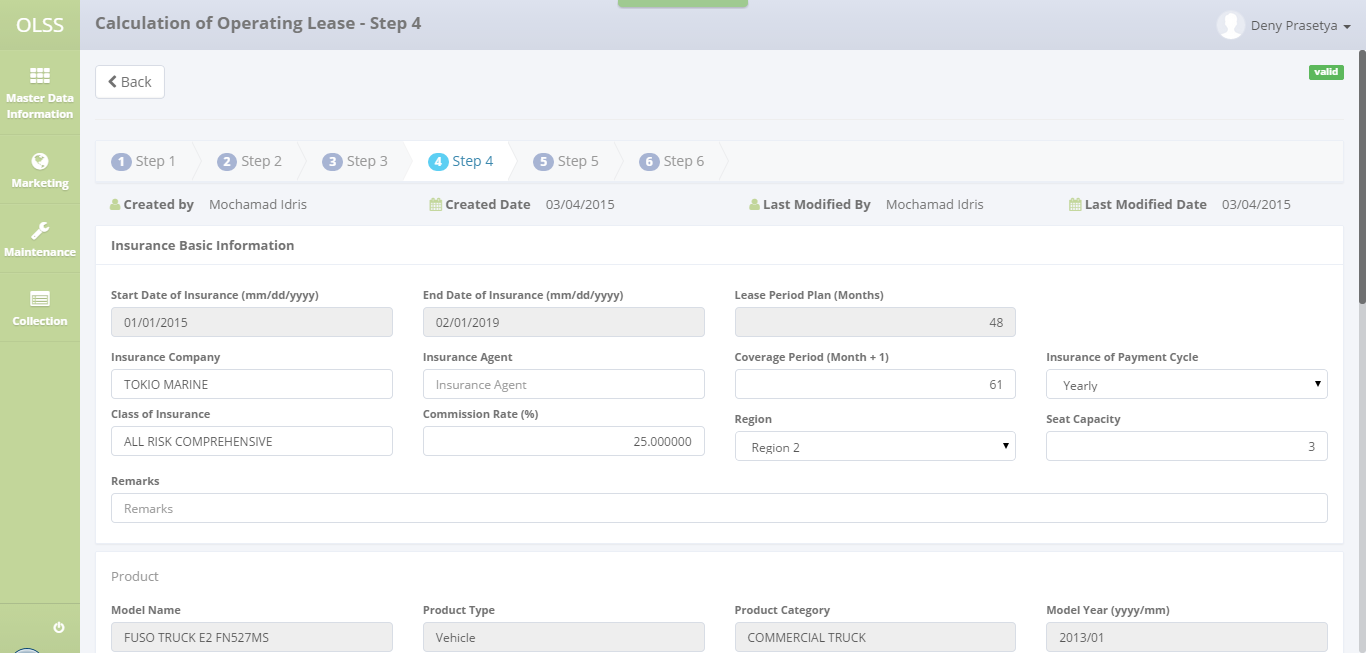 OLSS
Calculation of Operating Lease - Step 4
Deny Prasetya
Master Data
Information
Marketing
Maintenance
Collection
Back
valid
1 Step 1 2 Step 2 3 Step 3 4 Step 4 5 Step 5 6 Step 6
Created by Mochamad Idris Created Date 03/04/2015 Last Modified By Mochamad Idris Last Modified Date 03/04/2015
Insurance Basic Information
Start Date of Insurance (mm/dd/yyyy) End Date of Insurance (mm/dd/yyyy) Lease Period Plan (Months)
01/01/2015 02/01/2019 48
Insurance Company Insurance Agent Coverage Period (Month + 1) Insurance of Payment Cycle
TOKIO MARINE Insurance Agent 61 Yearly
Class of Insurance Commission Rate (%) Region Seat Capacity
ALL RISK COMPREHENSIVE 25.000000 Region 2 3
Remarks
Remarks
Product
Model Name Product Type Product Category Model Year (yyyy/mm)
FUSO TRUCK E2 FN527MS Vehicle COMMERCIAL TRUCK 2013/01